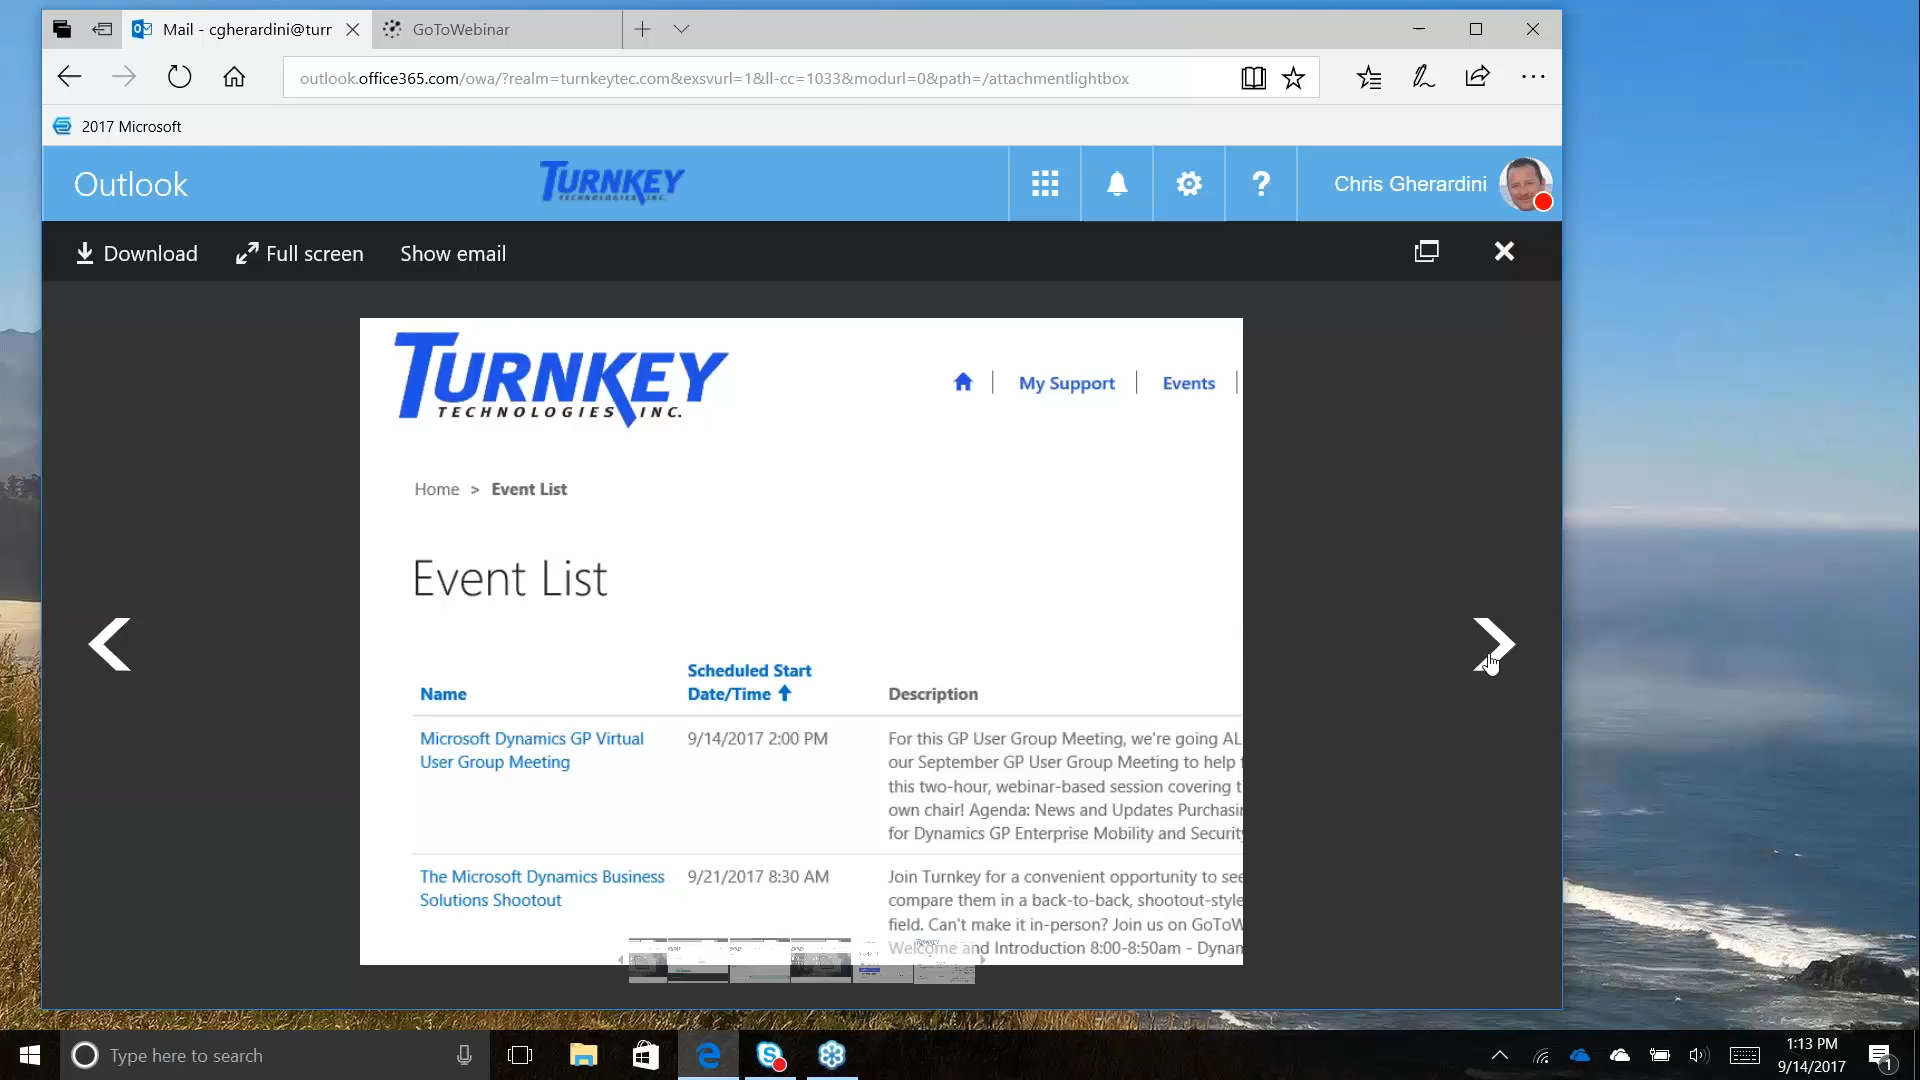 Mail - cgherardini@turr
GoToWebinar
outlook.office365.com/owa/?realm=turnkeytec.com&exsvurl=1&ll-cc=1033&modurl=0&path=/attachmentlightbox
2017 Microsoft
Outlook
TURNKEY
TECHNOLOGIES INC.
Chris Gherardini
Download
Full screen
Show email
TURNKEY
TECHNOLOGIES, INC.
My Support
Events
Home > Event List
Event List
Name
Scheduled Start
Date/Time
Description
Microsoft Dynamics GP Virtual
User Group Meeting
9/14/2017 2:00 PM
For this GP User Group Meeting, we're going AL
our September GP User Group Meeting to help
this two-hour, webinar-based session covering
own chair! Agenda: News and Updates Purchasin
for Dynamics GP Enterprise Mobility and Security
The Microsoft Dynamics Business
Solutions Shootout
9/21/2017 8:30 AM
Join Turnkey for a convenient opportunity to see
compare them in a back-to-back, shootout-style
field. Can't make it in-person? Join us on GoToW
Welcome and Introduction 8:00-8:50am - Dynam
Type here to search
1:13 PM
9/14/2017
1